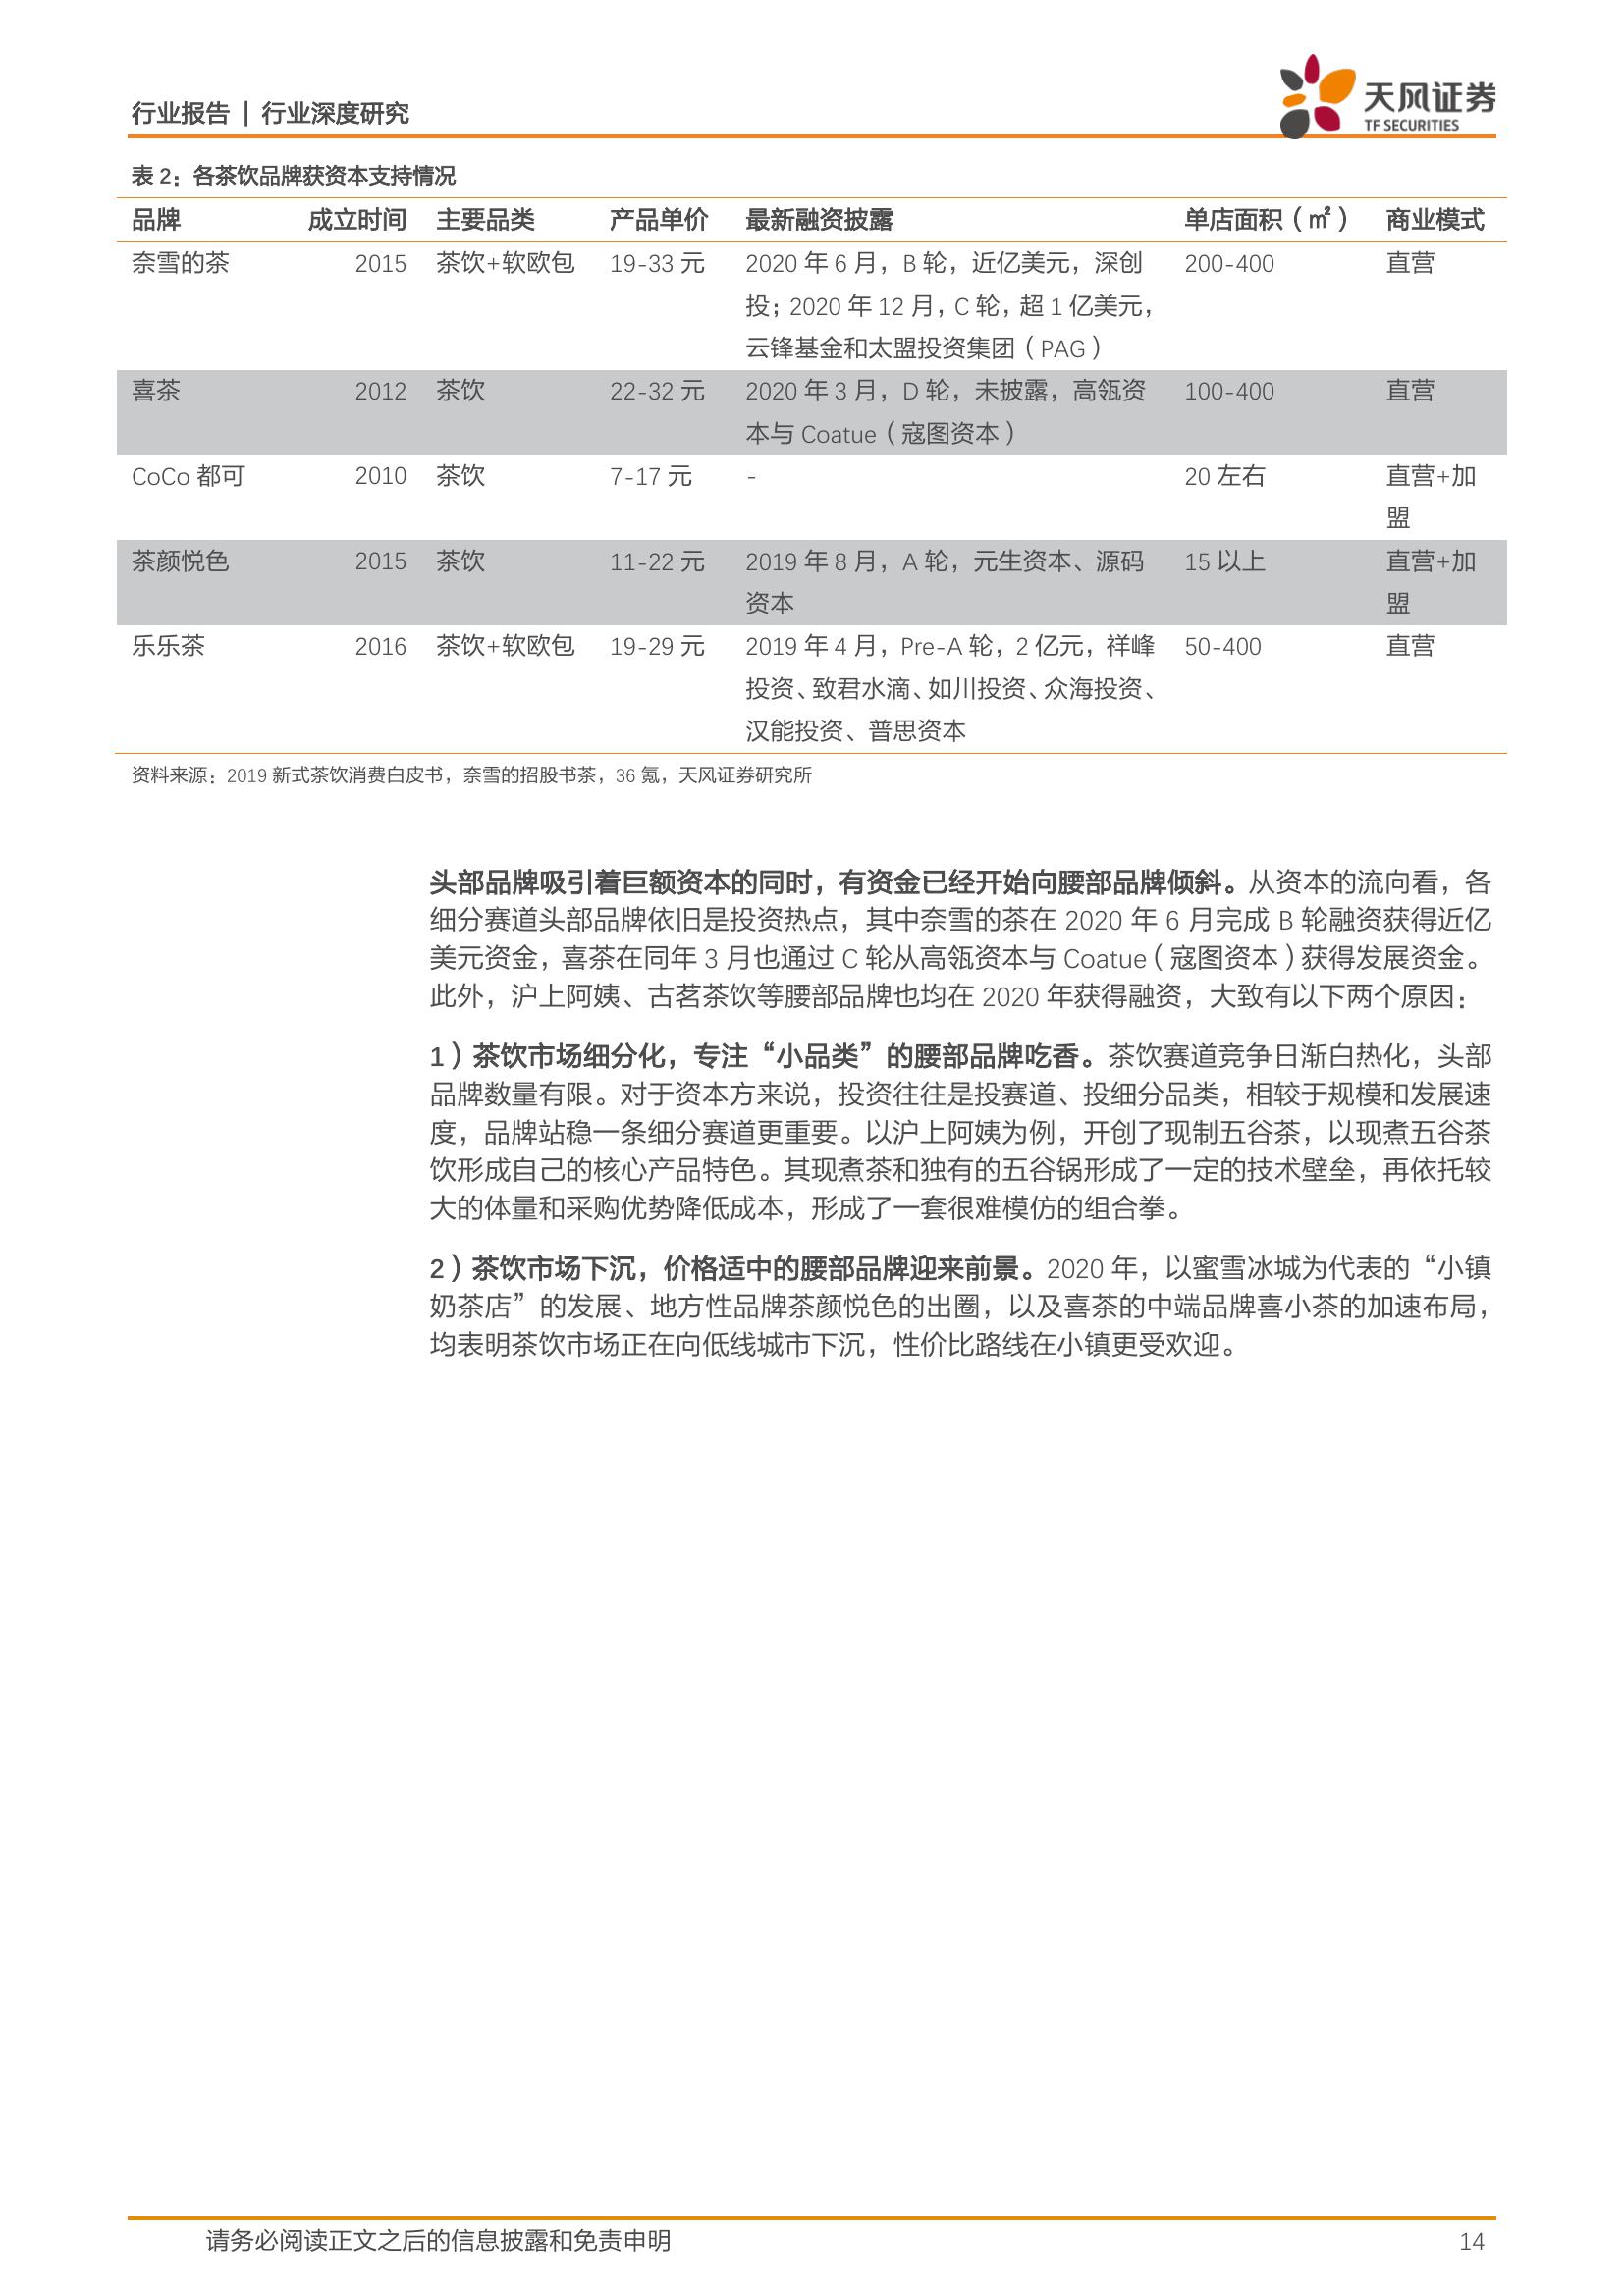 行业报告 | 行业深度研究
天风证券
TF SECURITIES
表 2：各茶饮品牌获资本支持情况
品牌 成立时间 主要品类 产品单价 最新融资披露 单店面积（㎡） 商业模式
奈雪的茶 2015 茶饮+软欧包 19-33 元 2020 年 6 月，B 轮，近亿美元，深创 200-400 直营
投；2020 年 12 月，C 轮，超 1 亿美元，
云锋基金和太盟投资集团（PAG）
喜茶 2012 茶饮 22-32 元 2020 年 3 月，D 轮，未披露，高瓴资 100-400 直营
本与 Coatue（寇图资本）
CoCo 都可 2010 茶饮 7-17 元 - 20 左右 直营+加
盟
茶颜悦色 2015 茶饮 11-22 元 2019 年 8 月，A 轮，元生资本、源码 15 以上 直营+加
资本 盟
乐乐茶 2016 茶饮+软欧包 19-29 元 2019 年 4 月，Pre-A 轮，2 亿元，祥峰 50-400 直营
投资、致君水滴、如川投资、众海投资、
汉能投资、普思资本
资料来源：2019 新式茶饮消费白皮书，奈雪的招股书茶，36 氪，天风证券研究所
头部品牌吸引着巨额资本的同时，有资金已经开始向腰部品牌倾斜。从资本的流向看，各
细分赛道头部品牌依旧是投资热点，其中奈雪的茶在 2020 年 6 月完成 B 轮融资获得近亿
美元资金，喜茶在同年 3 月也通过 C 轮从高瓴资本与 Coatue（寇图资本）获得发展资金。
此外，沪上阿姨、古茗茶饮等腰部品牌也均在 2020 年获得融资，大致有以下两个原因：
1）茶饮市场细分化，专注“小品类”的腰部品牌吃香。茶饮赛道竞争日渐白热化，头部
品牌数量有限。对于资本方来说，投资往往是投赛道、投细分品类，相较于规模和发展速
度，品牌站稳一条细分赛道更重要。以沪上阿姨为例，开创了现制五谷茶，以现煮五谷茶
饮形成自己的核心产品特色。其现煮茶和独有的五谷锅形成了一定的技术壁垒，再依托较
大的体量和采购优势降低成本，形成了一套很难模仿的组合拳。
2）茶饮市场下沉，价格适中的腰部品牌迎来前景。2020 年，以蜜雪冰城为代表的“小镇
奶茶店”的发展、地方性品牌茶颜悦色的出圈，以及喜茶的中端品牌喜小茶的加速布局，
均表明茶饮市场正在向低线城市下沉，性价比路线在小镇更受欢迎。
请务必阅读正文之后的信息披露和免责申明 14